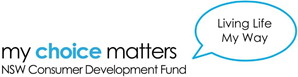 Living Life
My Way
my choice matters
NSW Consumer Development Fund